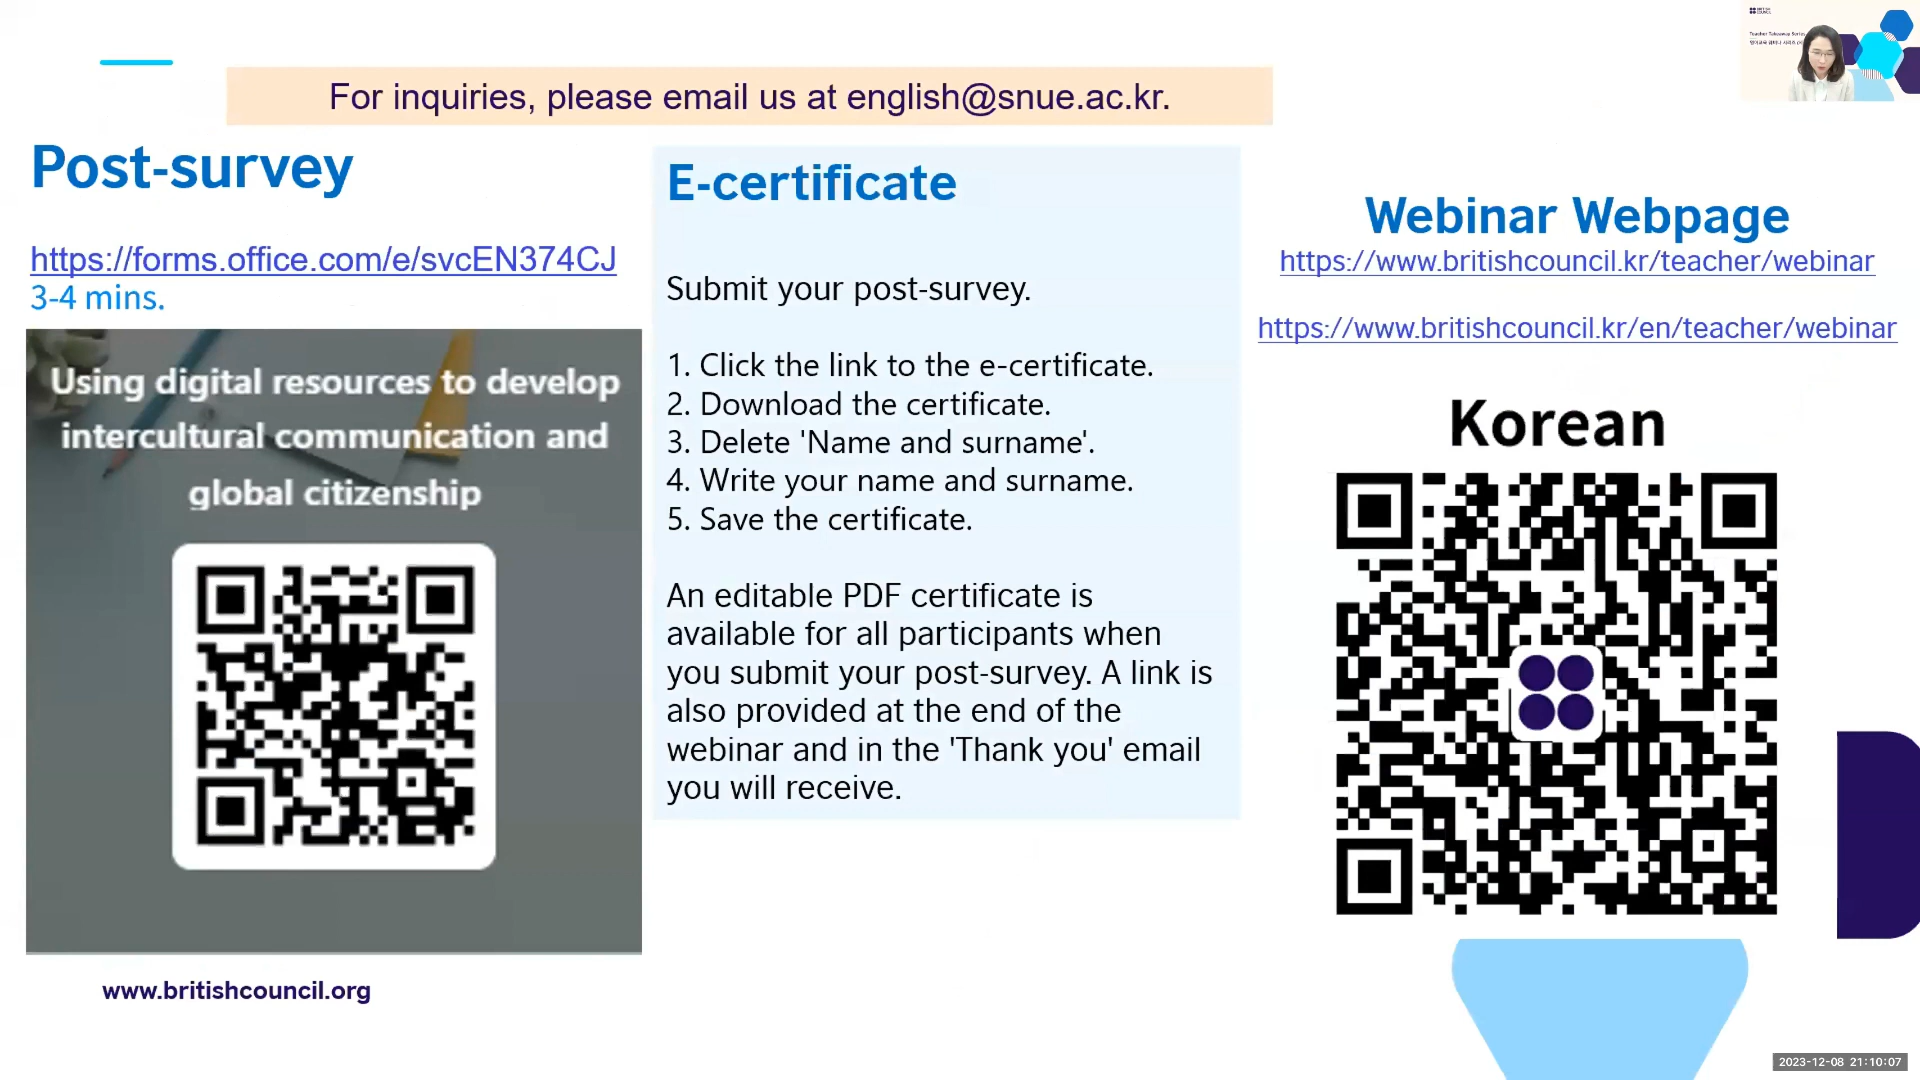 BRITISH
COUNCIL
Teacher Takeaway Series
For inquiries, please email us at english@snue.ac.kr.
Post-survey
https://forms.office.com/e/svcEN374CJ
3-4 mins.
Using digital resources to develop
intercultural communication and
global citizenship
www.britishcouncil.org
E-certificate
Submit your post-survey.
1. Click the link to the e-certificate.
2. Download the certificate.
3. Delete 'Name and surname'.
4. Write your name and surname.
5. Save the certificate.
An editable PDF certificate is
available for all participants when
you submit your post-survey. A link is
also provided at the end of the
webinar and in the 'Thank you' email
you will receive.
Webinar Webpage
https://www.britishcouncil.kr/teacher/webinar
https://www.britishcouncil.kr/en/teacher/webinar
Korean
2023-12-08 21:10:07